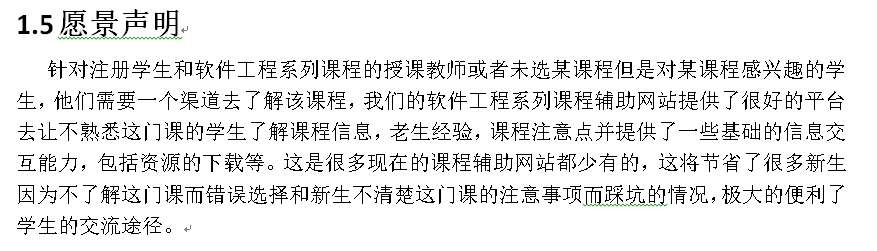 1.5 愿景声明
针对注册学生和软件工程系列课程的授课教师或者未选某课程但是对某课程感兴趣的学
生，他们需要一个渠道去了解该课程，我们的软件工程系列课程辅助网站提供了很好的平台
去让不熟悉这门课的学生了解课程信息，老生经验，课程注意点并提供了一些基础的信息交
互能力，包括资源的下载等。这是很多现在的课程辅助网站都少有的，这将节省了很多新生
因为不了解这门课而错误选择和新生不清楚这门课的注意事项而踩坑的情况，极大的便利了
学生的交流途径。